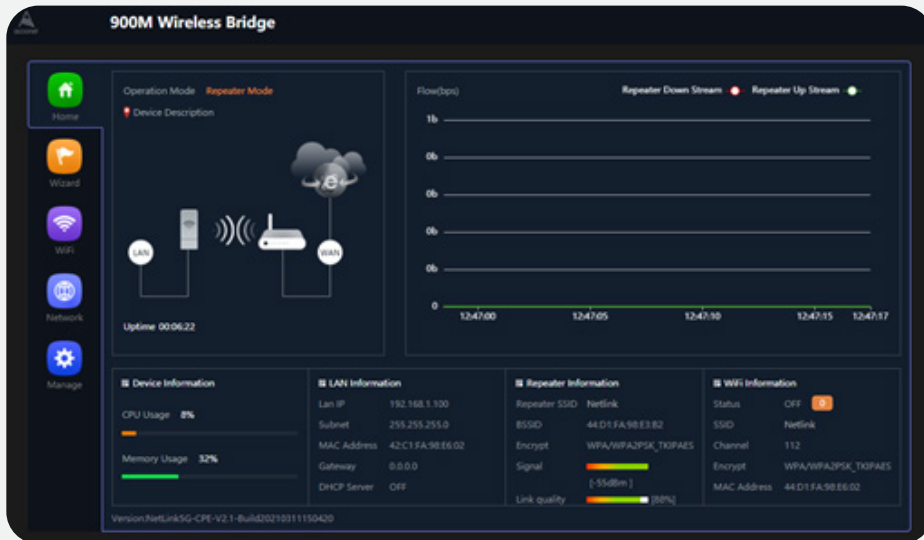 900M Wireless Bridge
Home
Wizard
WiFi
Network
Manage
Operation Mode Repeater Mode
Device Description
LAN
WAN
Uptime 00:06:22
Flow(bps)
Repeater Down Stream
Repeater Up Stream
1b
0b
0b
0b
0b
0
12:47:00
12:47:05
12:47:10
12:47:15
12:47:17
Device Information
CPU Usage 8%
Memory Usage 32%
LAN Information
Lan IP 192.168.1.100
Subnet 255.255.255.0
MAC Address 42:C1:FA:98:E6:02
Gateway 0.0.0.0
DHCP Server OFF
Repeater Information
Repeater SSID Netlink
BSSID 44:D1:FA:98:E3:B2
Encrypt WPA/WPA2PSK_TKIPAES
Signal
[-55dBm ]
Link quality [88%]
WiFi Information
Status OFF 0
SSID Netlink
Channel 112
Encrypt WPA/WPA2PSK_TKIPAES
MAC Address 44:D1:FA:98:E6:02
Version:NetLink5G-CPE-V2.1-Build20210311150420